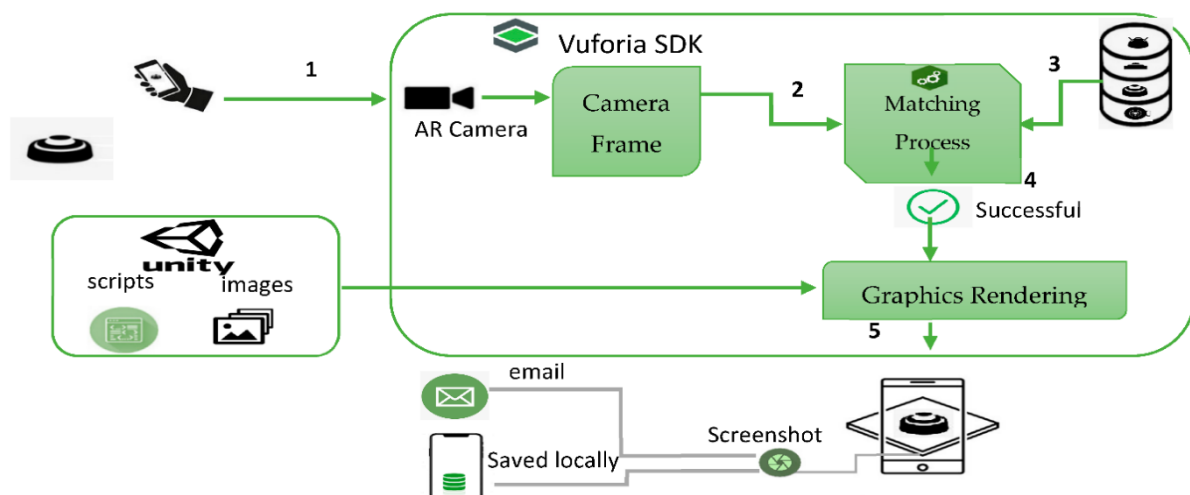 Vuforia SDK
1
AR Camera
Camera
Frame
2
Matching
Process
3
4
Successful
unity
scripts
images
Graphics Rendering
5
email
Saved locally
Screenshot